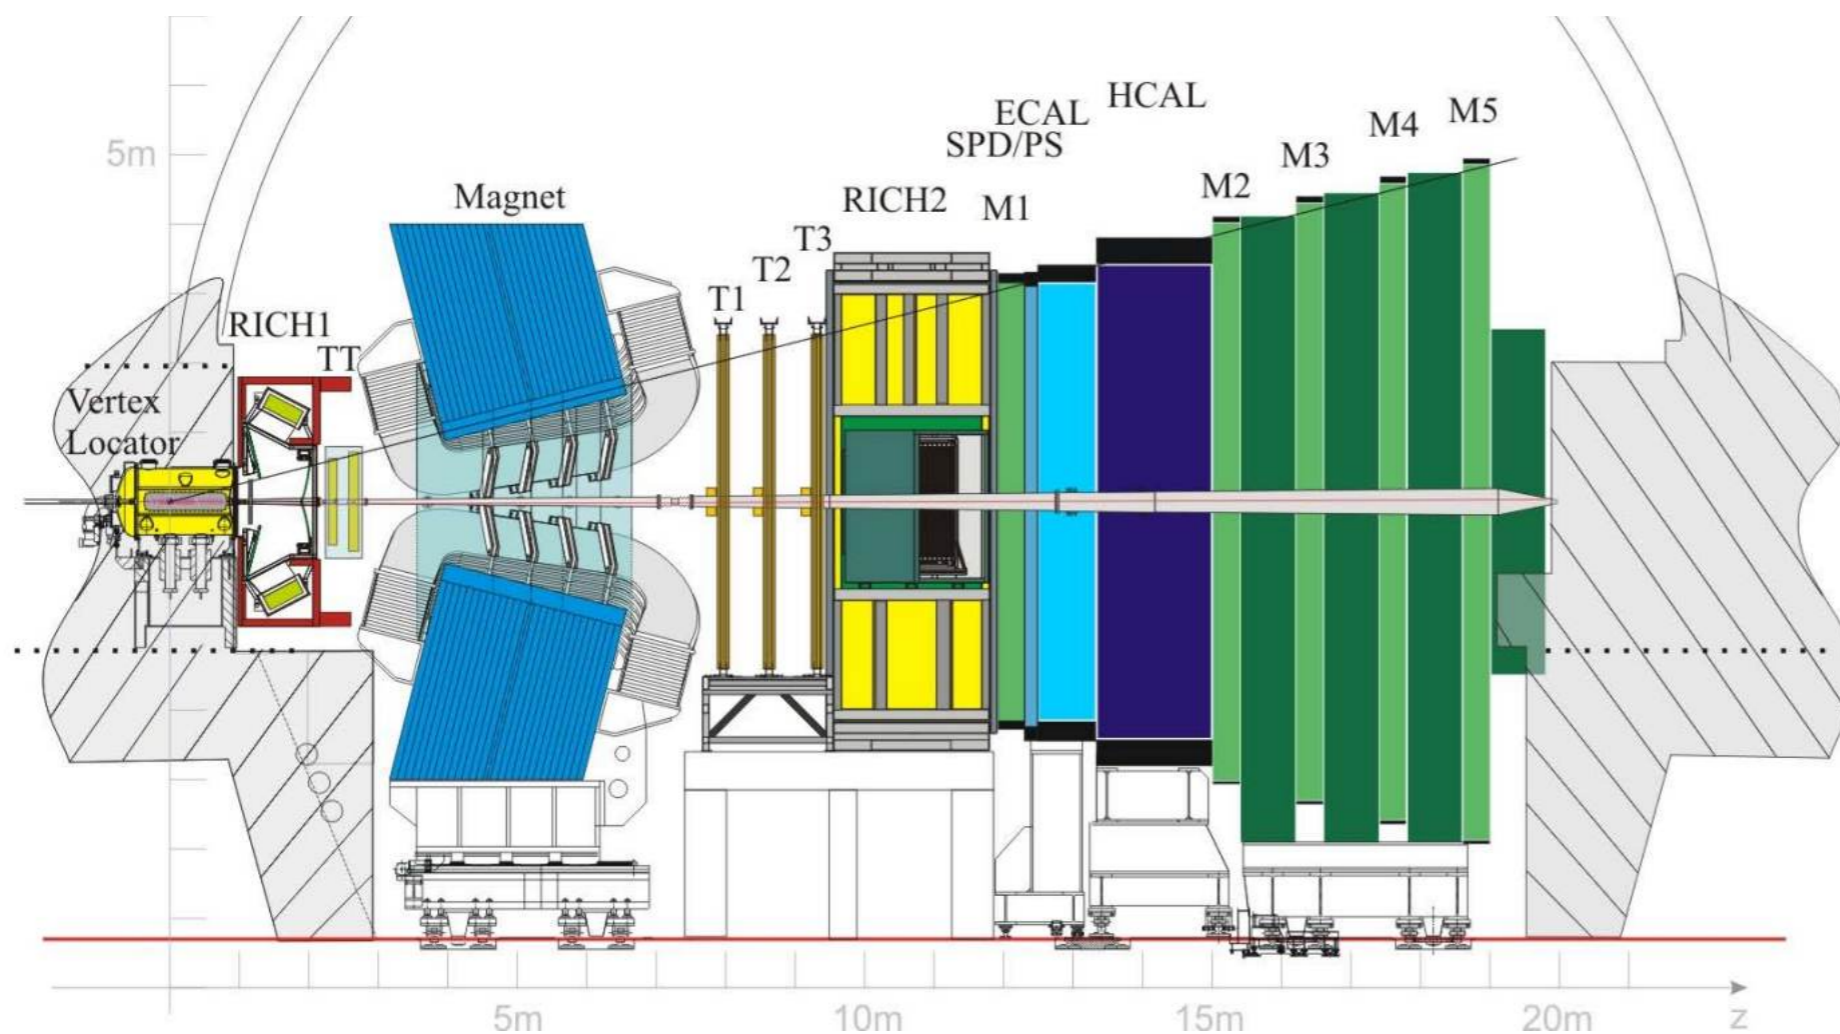 HCAL
ECAL
M5
M4
SPD/PS
5m
M3
Magnet
RICH2
M2
M1
T3
T2
T1
RICH1
TT
Vertex
Locator
5m
10m
15m
20m
z